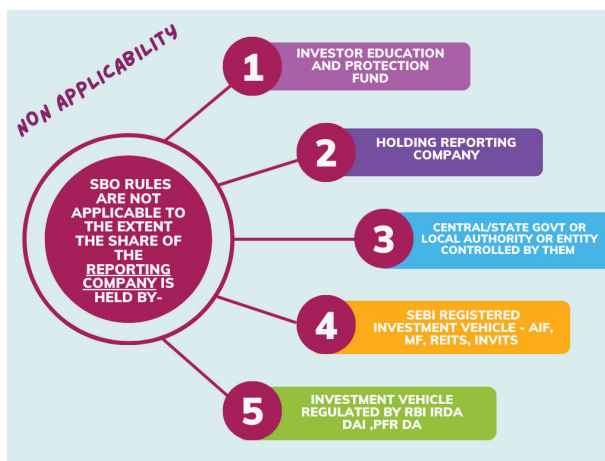 NON APPLICABILITY
SBO RULES
ARE NOT
APPLICABLE TO
THE EXTENT
THE SHARE OF
THE
REPORTING
COMPANY IS
HELD BY-
1
INVESTOR EDUCATION
AND PROTECTION
FUND
2
HOLDING REPORTING
COMPANY
3
CENTRAL/STATE GOVT OR
LOCAL AUTHORITY OR ENTITY
CONTROLLED BY THEM
4
SEBI REGISTERED
INVESTMENT VEHICLE - AIF,
MF, REITS, INVITS
5
INVESTMENT VEHICLE
REGULATED BY RBI IRDA
DAI ,PFR DA